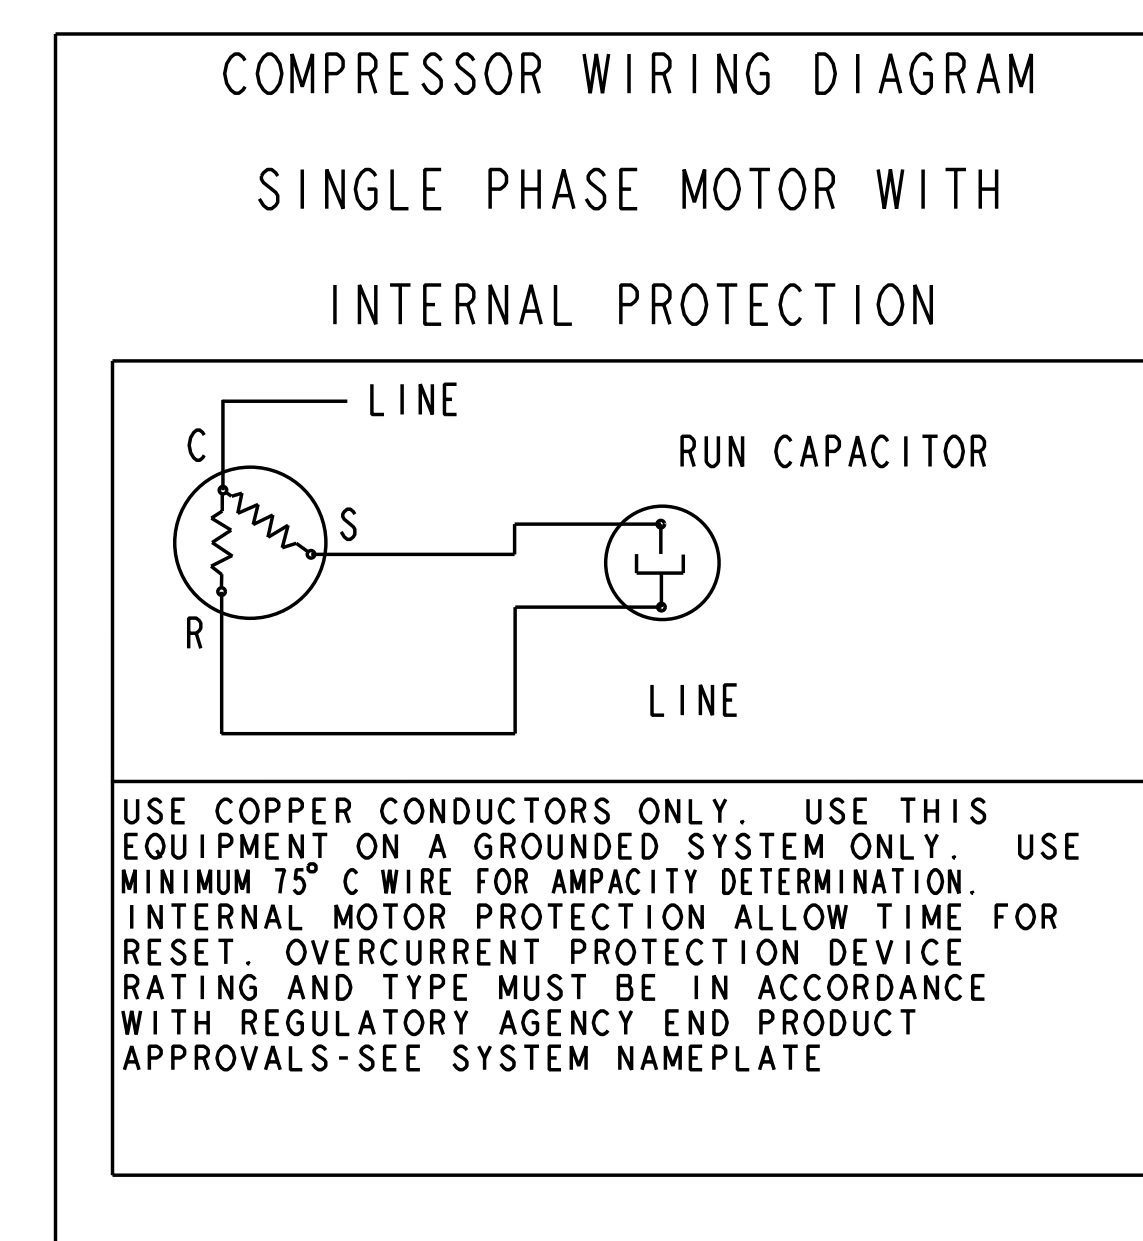 COMPRESSOR WIRING DIAGRAM
SINGLE PHASE MOTOR WITH
INTERNAL PROTECTION
LINE
C
RUN CAPACITOR
S
R
LINE
USE COPPER CONDUCTORS ONLY. USE THIS
EQUIPMENT ON A GROUNDED SYSTEM ONLY. USE
MINIMUM 75° C WIRE FOR AMPACITY DETERMINATION.
INTERNAL MOTOR PROTECTION ALLOW TIME FOR
RESET. OVERCURRENT PROTECTION DEVICE
RATING AND TYPE MUST BE IN ACCORDANCE
WITH REGULATORY AGENCY END PRODUCT
APPROVALS-SEE SYSTEM NAMEPLATE